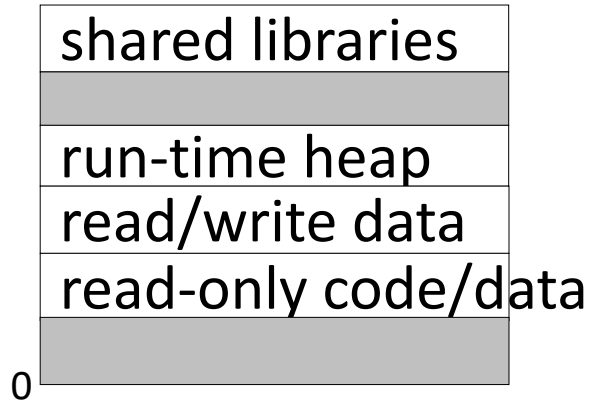 shared libraries
run-time heap
read/write data
read-only code/data
0